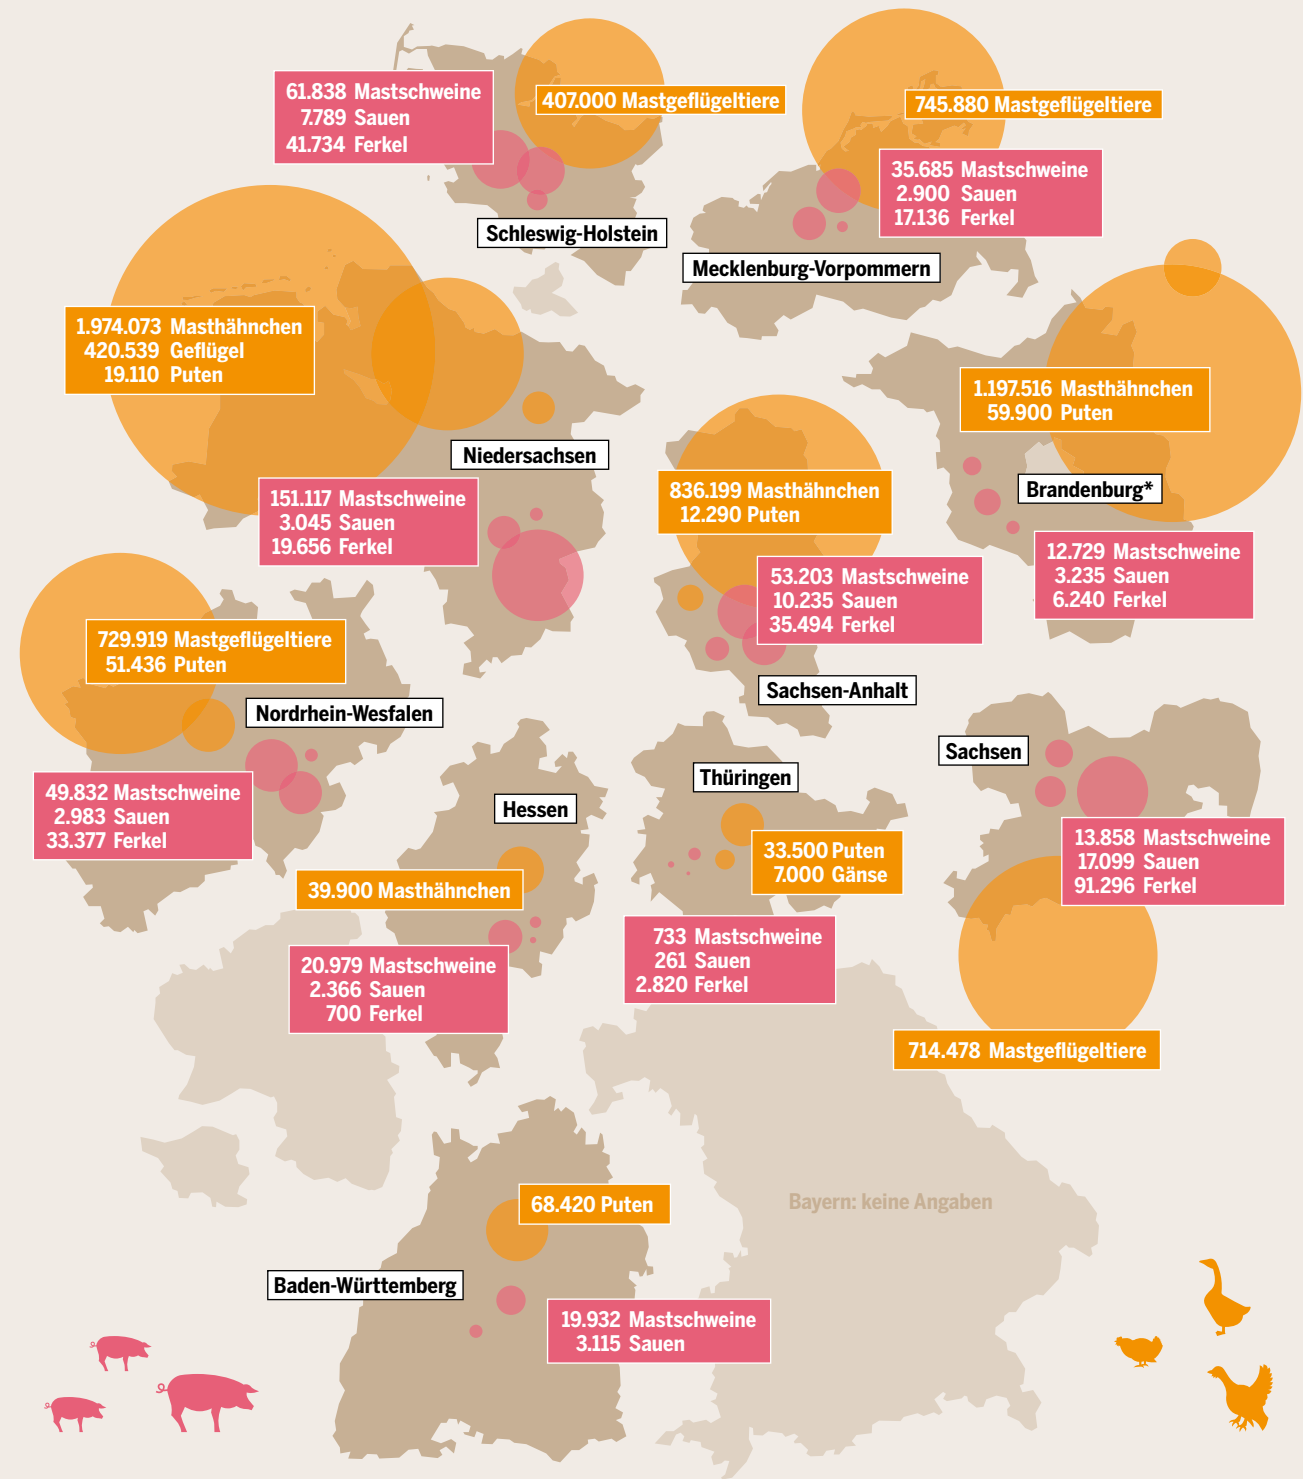 61.838 Mastschweine
7.789 Sauen
41.734 Ferkel
407.000 Mastgeflügeltiere
Schleswig-Holstein
745.880 Mastgeflügeltiere
35.685 Mastschweine
2.900 Sauen
17.136 Ferkel
Mecklenburg-Vorpommern
1.974.073 Masthähnchen
420.539 Geflügel
19.110 Puten
Niedersachsen
151.117 Mastschweine
3.045 Sauen
19.656 Ferkel
1.197.516 Masthähnchen
59.900 Puten
Brandenburg*
12.729 Mastschweine
3.235 Sauen
6.240 Ferkel
836.199 Masthähnchen
12.290 Puten
53.203 Mastschweine
10.235 Sauen
35.494 Ferkel
Sachsen-Anhalt
729.919 Mastgeflügeltiere
51.436 Puten
Nordrhein-Wesfalen
49.832 Mastschweine
2.983 Sauen
33.377 Ferkel
Hessen
39.900 Masthähnchen
20.979 Mastschweine
2.366 Sauen
700 Ferkel
Thüringen
33.500 Puten
7.000 Gänse
733 Mastschweine
261 Sauen
2.820 Ferkel
Sachsen
13.858 Mastschweine
17.099 Sauen
91.296 Ferkel
714.478 Mastgeflügeltiere
Bayern: keine Angaben
68.420 Puten
Baden-Württemberg
19.932 Mastschweine
3.115 Sauen